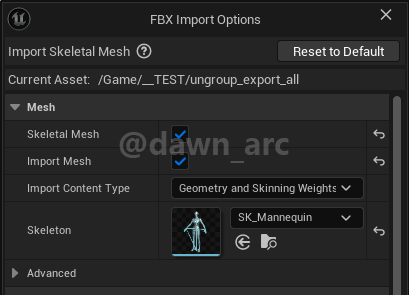 FBX Import Options
Import Skeletal Mesh ?
Reset to Default
Current Asset: /Game/__TEST/ungroup_export_all
Mesh
Skeletal Mesh
@dawn_arc
Import Mesh
Import Content Type
Geometry and Skinning Weights
Skeleton
SK_Mannequin
Advanced